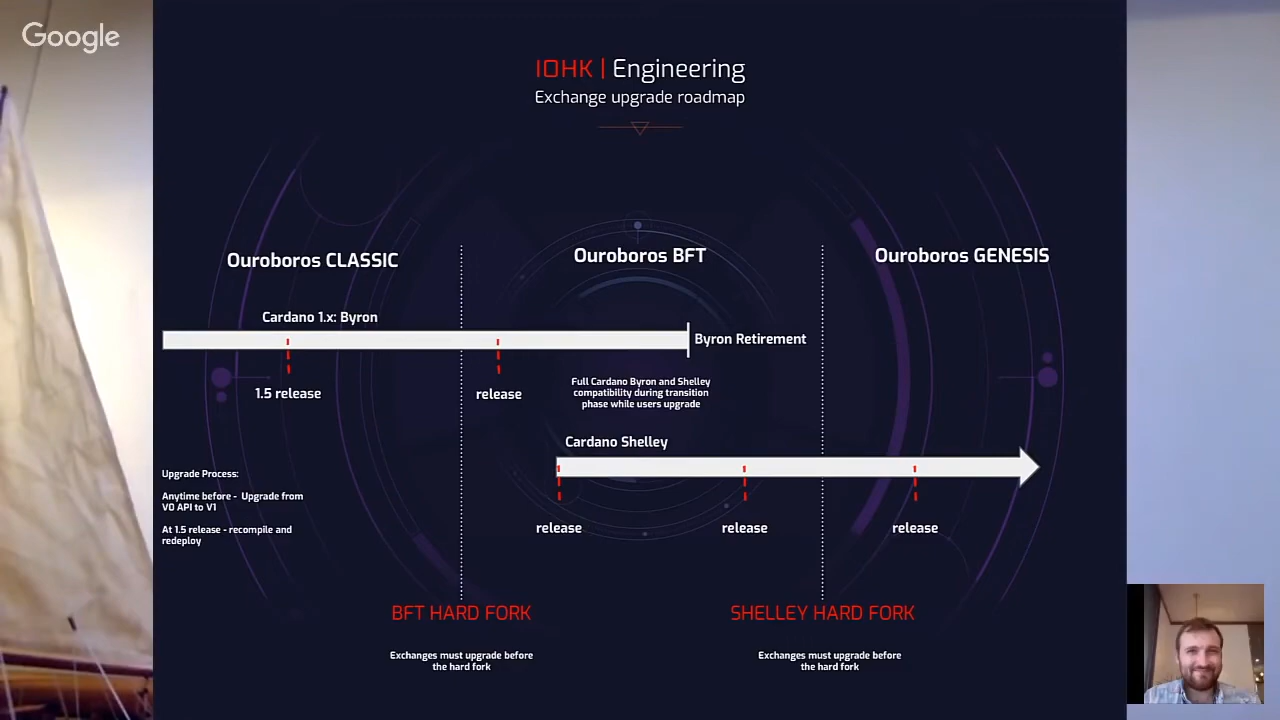 Google
IOHK | Engineering
Exchange upgrade roadmap
Ouroboros CLASSIC
Ouroboros BFT
Ouroboros GENESIS
Cardano 1.x: Byron
Byron Retirement
1.5 release
release
Full Cardano Byron and Shelley
compatibility during transition
phase while users upgrade
Cardano Shelley
Upgrade Process:
Anytime before - Upgrade from
V0 API to V1
At 1.5 release - recompile and
redeploy
release
release
release
BFT HARD FORK
SHELLEY HARD FORK
Exchanges must upgrade before
the hard fork
Exchanges must upgrade before
the hard fork